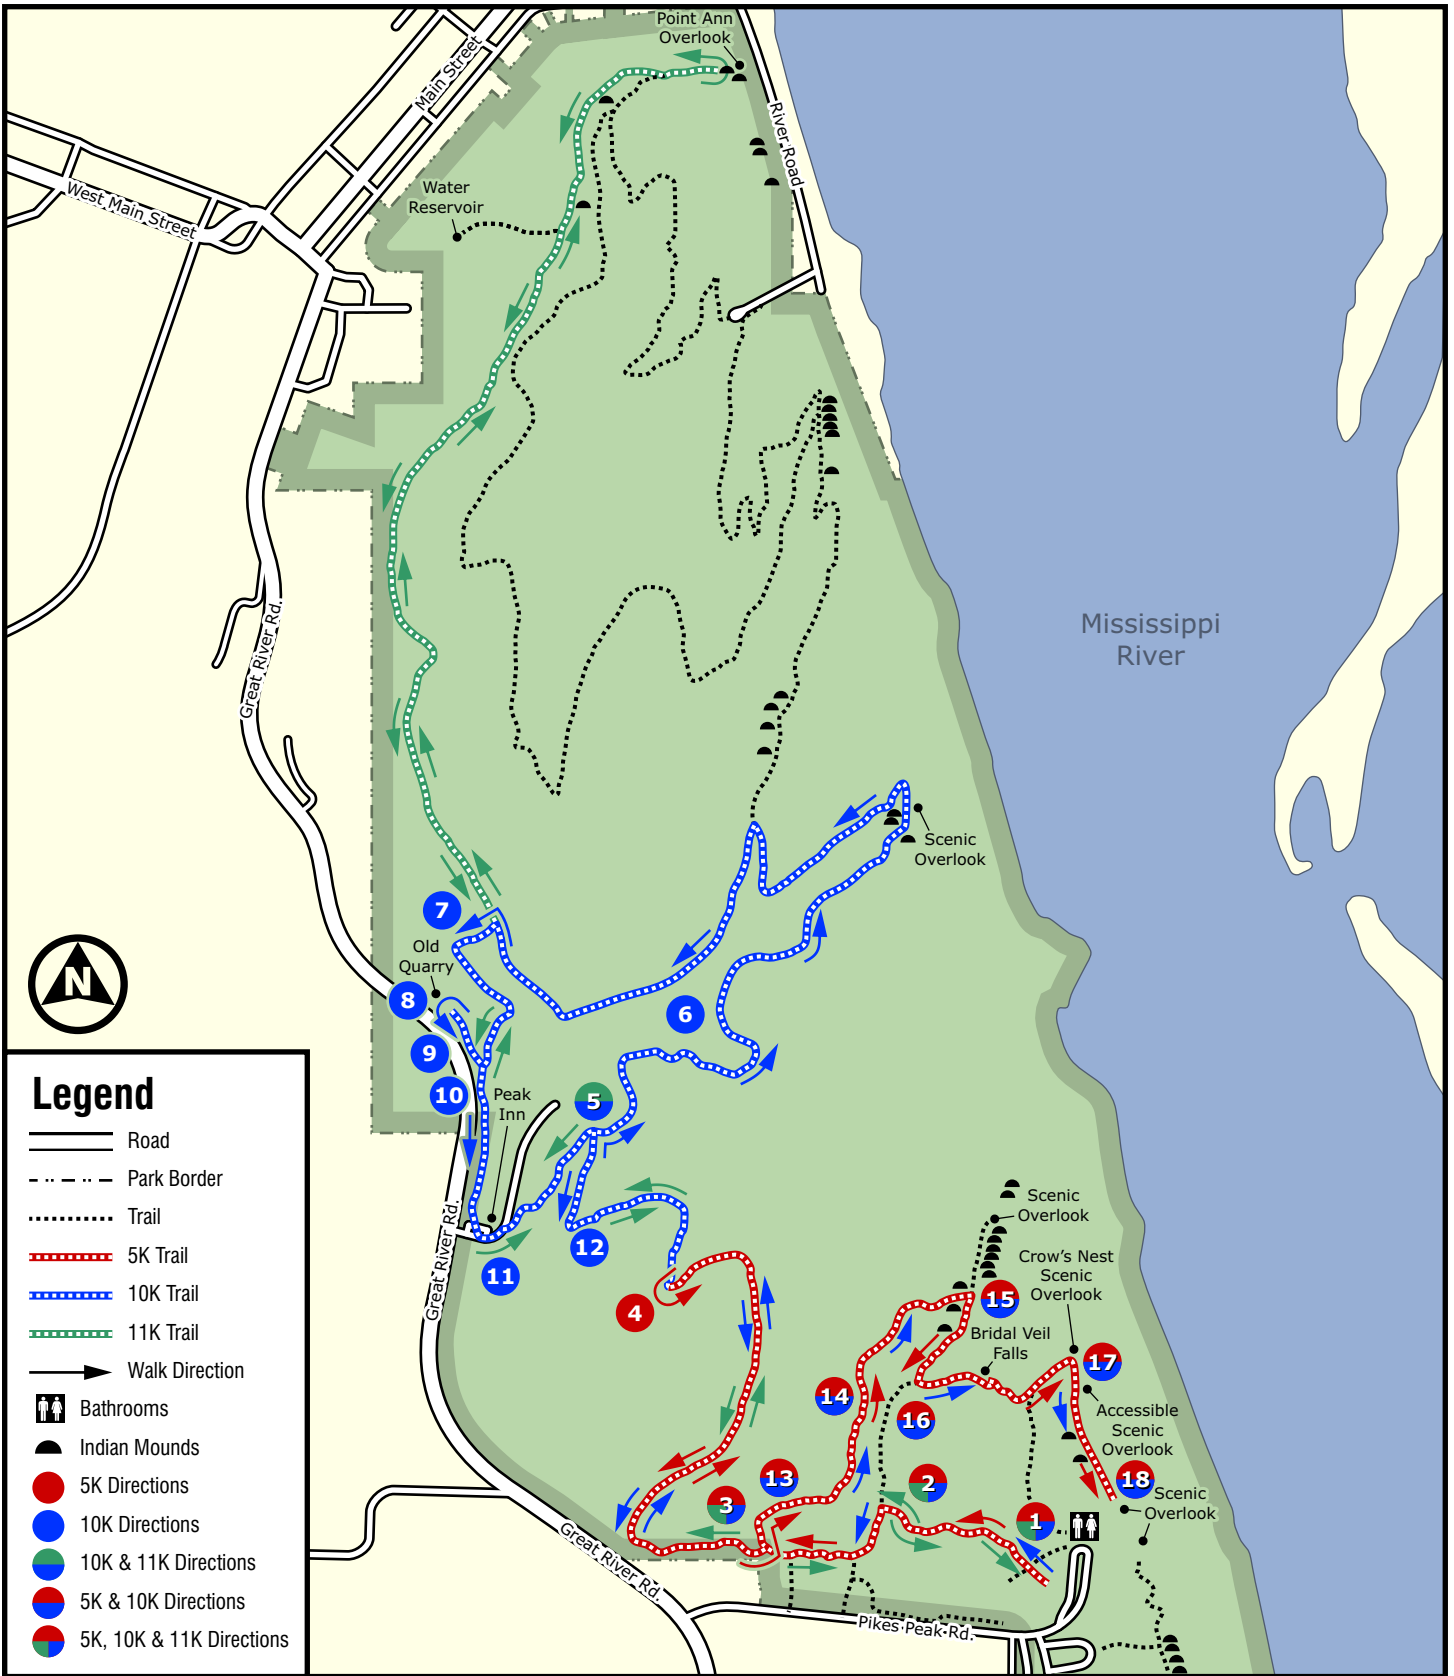 Point Ann
Overlook
Main Street
River Road
West Main Street
Water
Reservoir
Great River Rd.
Mississippi
River
7
Old
Quarry
8
9
10
Peak
Inn
5
6
Scenic
Overlook
N
Great River Rd.
11
12
4
Scenic
Overlook
Crow's Nest
Scenic
Overlook
15
Bridal Veil
Falls
17
14
16
Accessible
Scenic
Overlook
13
3
2
1
18
Scenic
Overlook
Great River Rd.
Pikes Peak Rd.
Legend
Road
Park Border
Trail
5K Trail
10K Trail
11K Trail
Walk Direction
Bathrooms
Indian Mounds
5K Directions
10K Directions
10K & 11K Directions
5K & 10K Directions
5K, 10K & 11K Directions